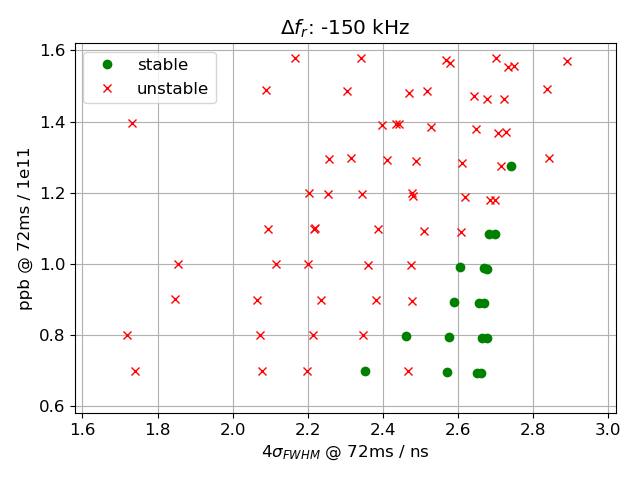 Δf_r: -150 kHz
stable
unstable
ppb @ 72ms / 1e11
1.6
1.4
1.2
1.0
0.8
0.6
1.6 1.8 2.0 2.2 2.4 2.6 2.8 3.0
4σ_FWHM @ 72ms / ns